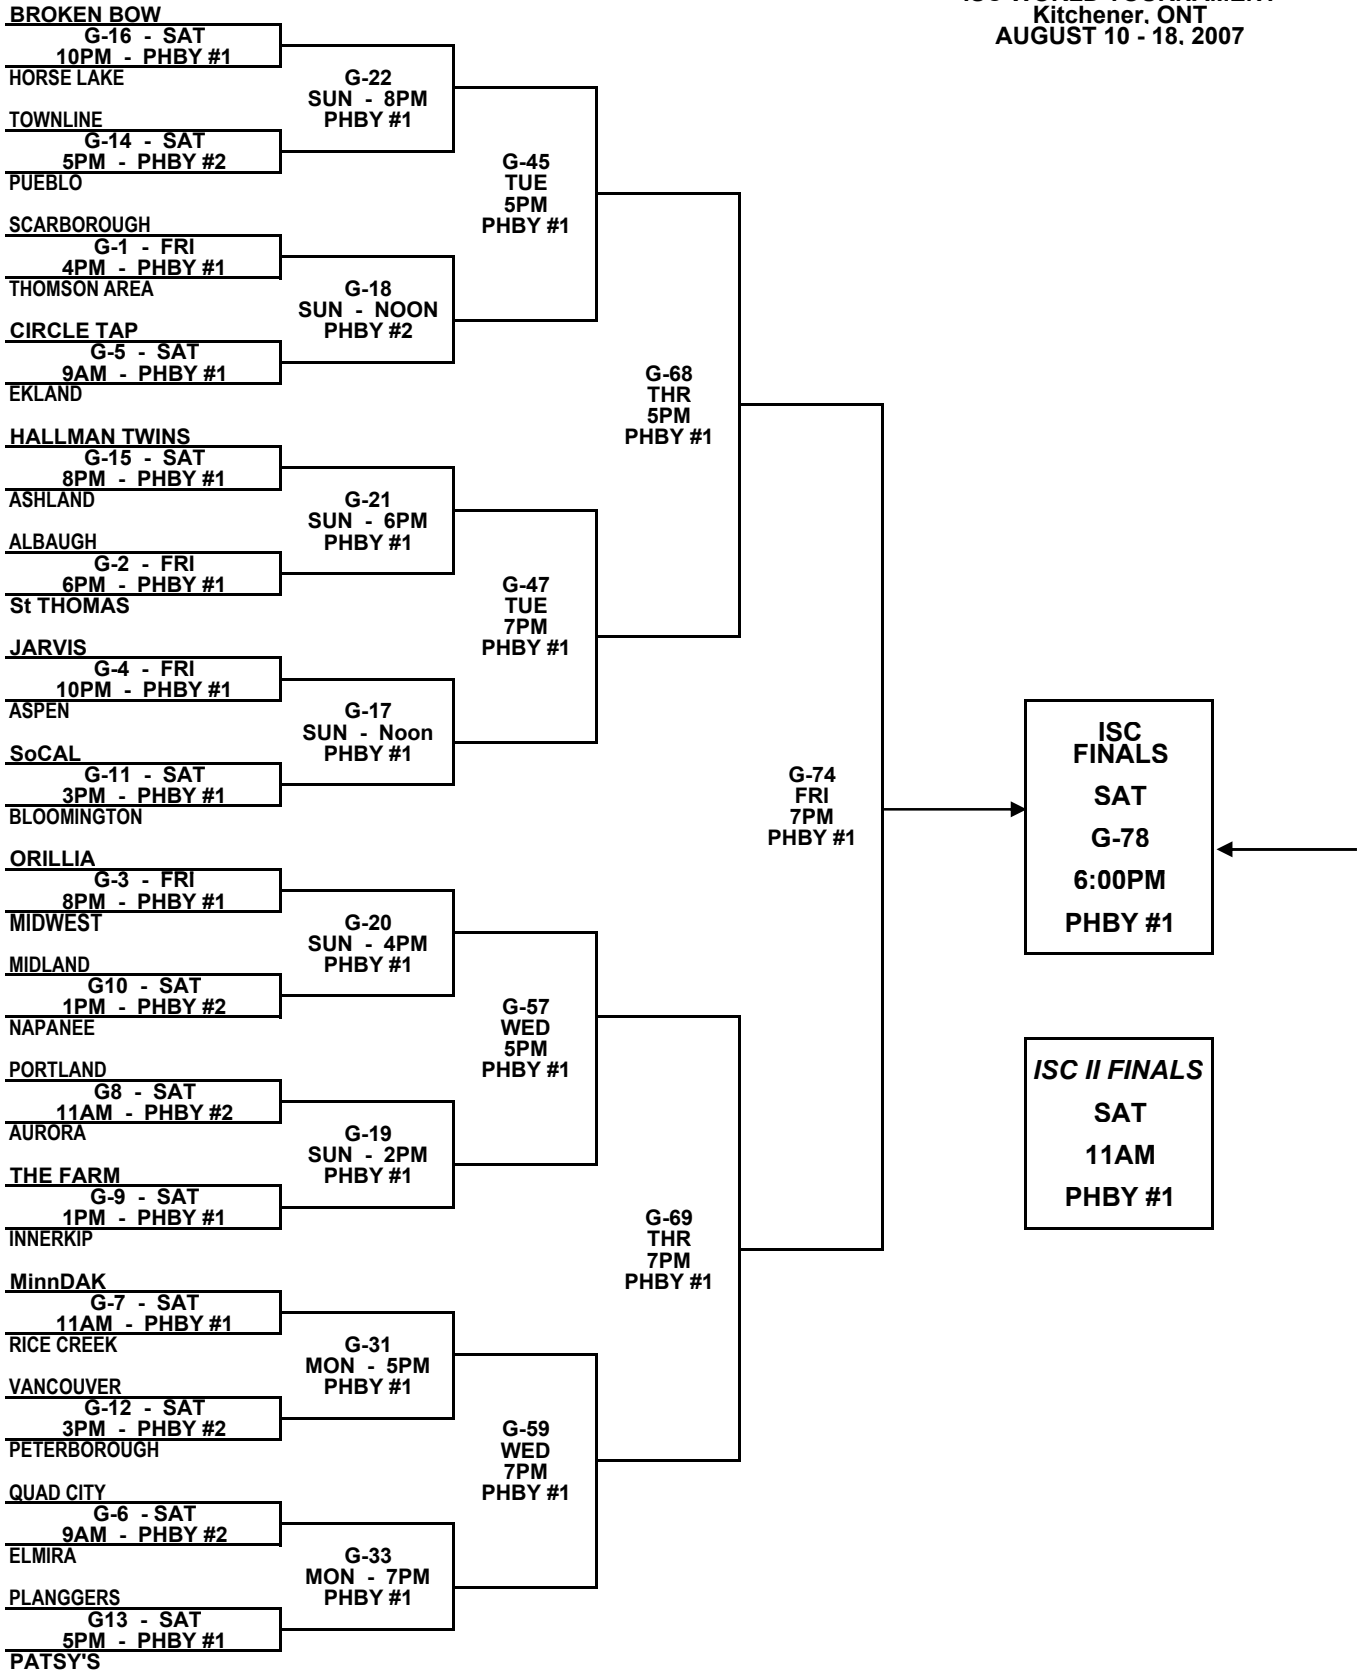 Kitchener, ONT
AUGUST 10 - 18, 2007
BROKEN BOW
G-16 - SAT
10PM - PHBY #1
HORSE LAKE
G-22
SUN - 8PM
PHBY #1
TOWNLINE
G-14 - SAT
5PM - PHBY #2
PUEBLO
G-45
TUE
5PM
PHBY #1
SCARBOROUGH
G-1 - FRI
4PM - PHBY #1
THOMSON AREA
G-18
SUN - NOON
PHBY #2
CIRCLE TAP
G-5 - SAT
9AM - PHBY #1
EKLAND
G-68
THR
5PM
PHBY #1
HALLMAN TWINS
G-15 - SAT
8PM - PHBY #1
ASHLAND
G-21
SUN - 6PM
PHBY #1
ALBAUGH
G-2 - FRI
6PM - PHBY #1
St THOMAS
G-47
TUE
7PM
PHBY #1
JARVIS
G-4 - FRI
10PM - PHBY #1
ASPEN
G-17
SUN - Noon
PHBY #1
SoCAL
G-11 - SAT
3PM - PHBY #1
BLOOMINGTON
G-74
FRI
7PM
PHBY #1
ISC
FINALS
SAT
G-78
6:00PM
PHBY #1
ORILLIA
G-3 - FRI
8PM - PHBY #1
MIDWEST
G-20
SUN - 4PM
PHBY #1
MIDLAND
G10 - SAT
1PM - PHBY #2
NAPANEE
G-57
WED
5PM
PHBY #1
PORTLAND
G8 - SAT
11AM - PHBY #2
AURORA
G-19
SUN - 2PM
PHBY #1
THE FARM
G-9 - SAT
1PM - PHBY #1
INNERKIP
G-69
THR
7PM
PHBY #1
ISC II FINALS
SAT
11AM
PHBY #1
MinnDAK
G-7 - SAT
11AM - PHBY #1
RICE CREEK
G-31
MON - 5PM
PHBY #1
VANCOUVER
G-12 - SAT
3PM - PHBY #2
PETERBOROUGH
G-59
WED
7PM
PHBY #1
QUAD CITY
G-6 - SAT
9AM - PHBY #2
ELMIRA
G-33
MON - 7PM
PHBY #1
PLANGGERS
G13 - SAT
5PM - PHBY #1
PATSY'S